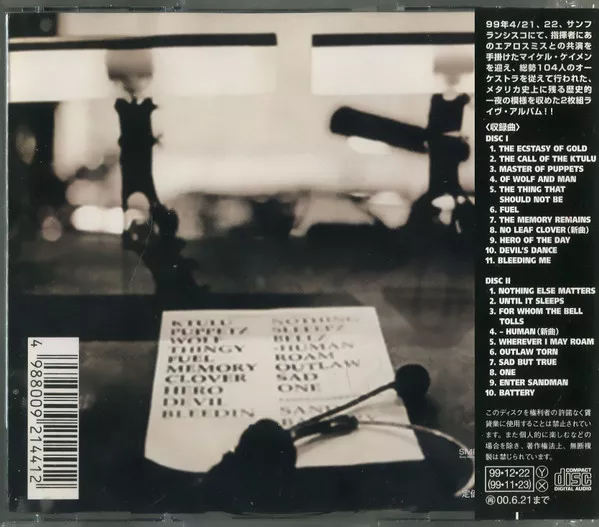 99年4/21、22、サンフ
ランシスコにて、指揮者にあ
のエアロスミスとの共演を
手掛けたマイケル・ケイメン
を迎え、総勢104人のオーケ
ストラを従えて行われた、
メタリカ史上に残る歴史的
一夜の模様を収めた2枚組ラ
イヴ・アルバム!!
〈収録曲〉
DISC I
1. THE ECSTASY OF GOLD
2. THE CALL OF THE KTULU
3. MASTER OF PUPPETS
4. OF WOLF AND MAN
5. THE THING THAT
SHOULD NOT BE
6. FUEL
7. THE MEMORY REMAINS
8. NO LEAF CLOVER (新曲)
9. HERO OF THE DAY
10. DEVIL'S DANCE
11. BLEEDING ME
DISC II
1. NOTHING ELSE MATTERS
2. UNTIL IT SLEEPS
3. FOR WHOM THE BELL
TOLLS
4. - HUMAN (新曲)
5. WHEREVER I MAY ROAM
6. OUTLAW TORN
7. SAD BUT TRUE
8. ONE
9. ENTER SANDMAN
10. BATTERY
このディスクを権利者の許諾なく賃
貸業に使用することは禁止されてい
ます。また個人的に楽しむなどの
場合を除き、著作権法上、無断複
製は禁じられています。
99・12・22
(99・11・23)
Y
X
COMPACT
disc
DIGITAL AUDIO
再00.6.21まで
KTULU
PUPPETZ
WOLF
THINGY
FUEL
MEMORY
CLOVER
HERO
DEVIL
BLEEDIN
NOTHING
SLEEPZ
BELLZ
-HUMAN
ROAM
OUTLAW
SAD
ONE
4 988009 214412